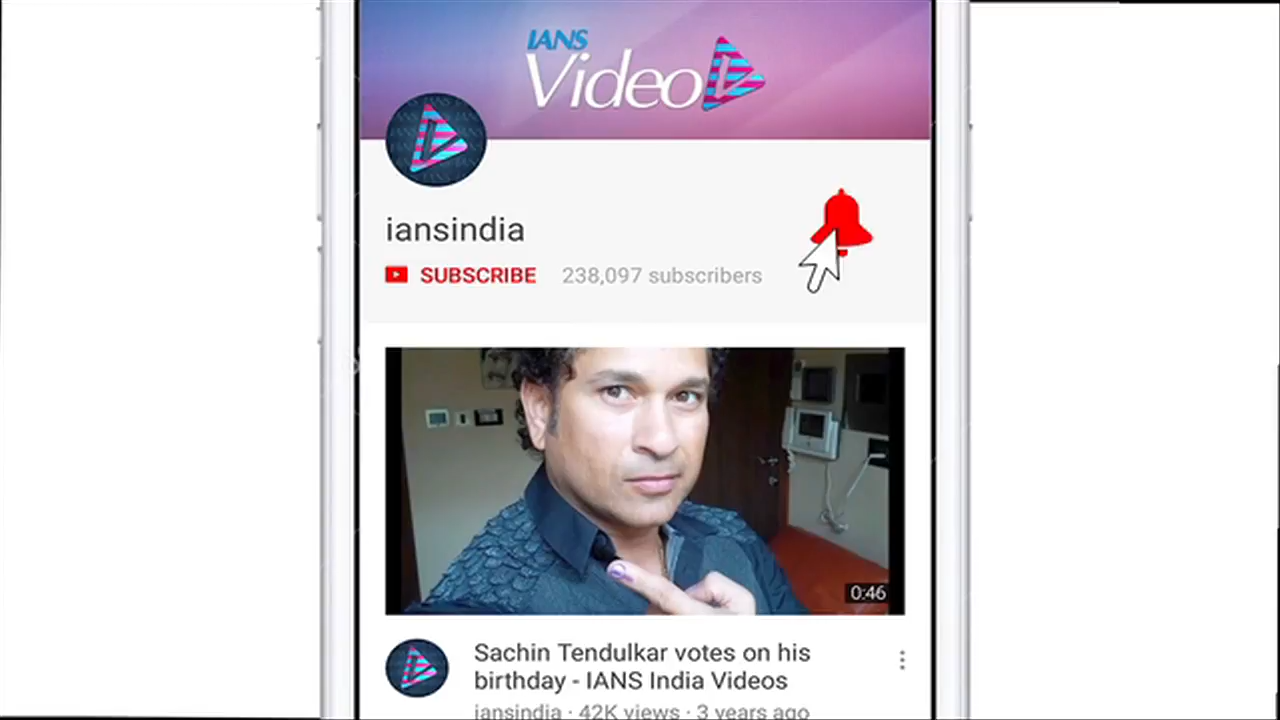 IANS
Video
iansindia
SUBSCRIBE 238,097 subscribers
0:46
Sachin Tendulkar votes on his
birthday - IANS India Videos
iansindia · 42K views · 3 years ago